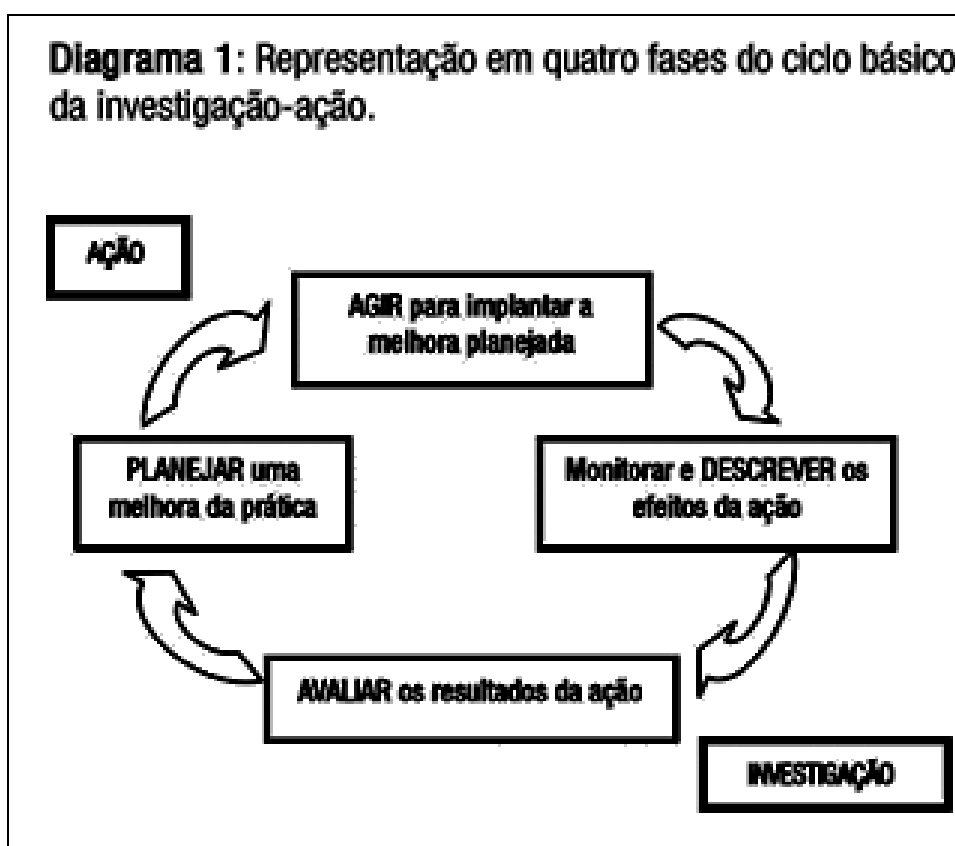 Diagrama 1: Representação em quatro fases do ciclo básico
da investigação-ação.
AÇÃO
AGIR para implantar a
melhora planejada
PLANEJAR uma
melhora da prática
Monitorar e DESCREVER os
efeitos da ação
AVALIAR os resultados da ação
INVESTIGAÇÃO